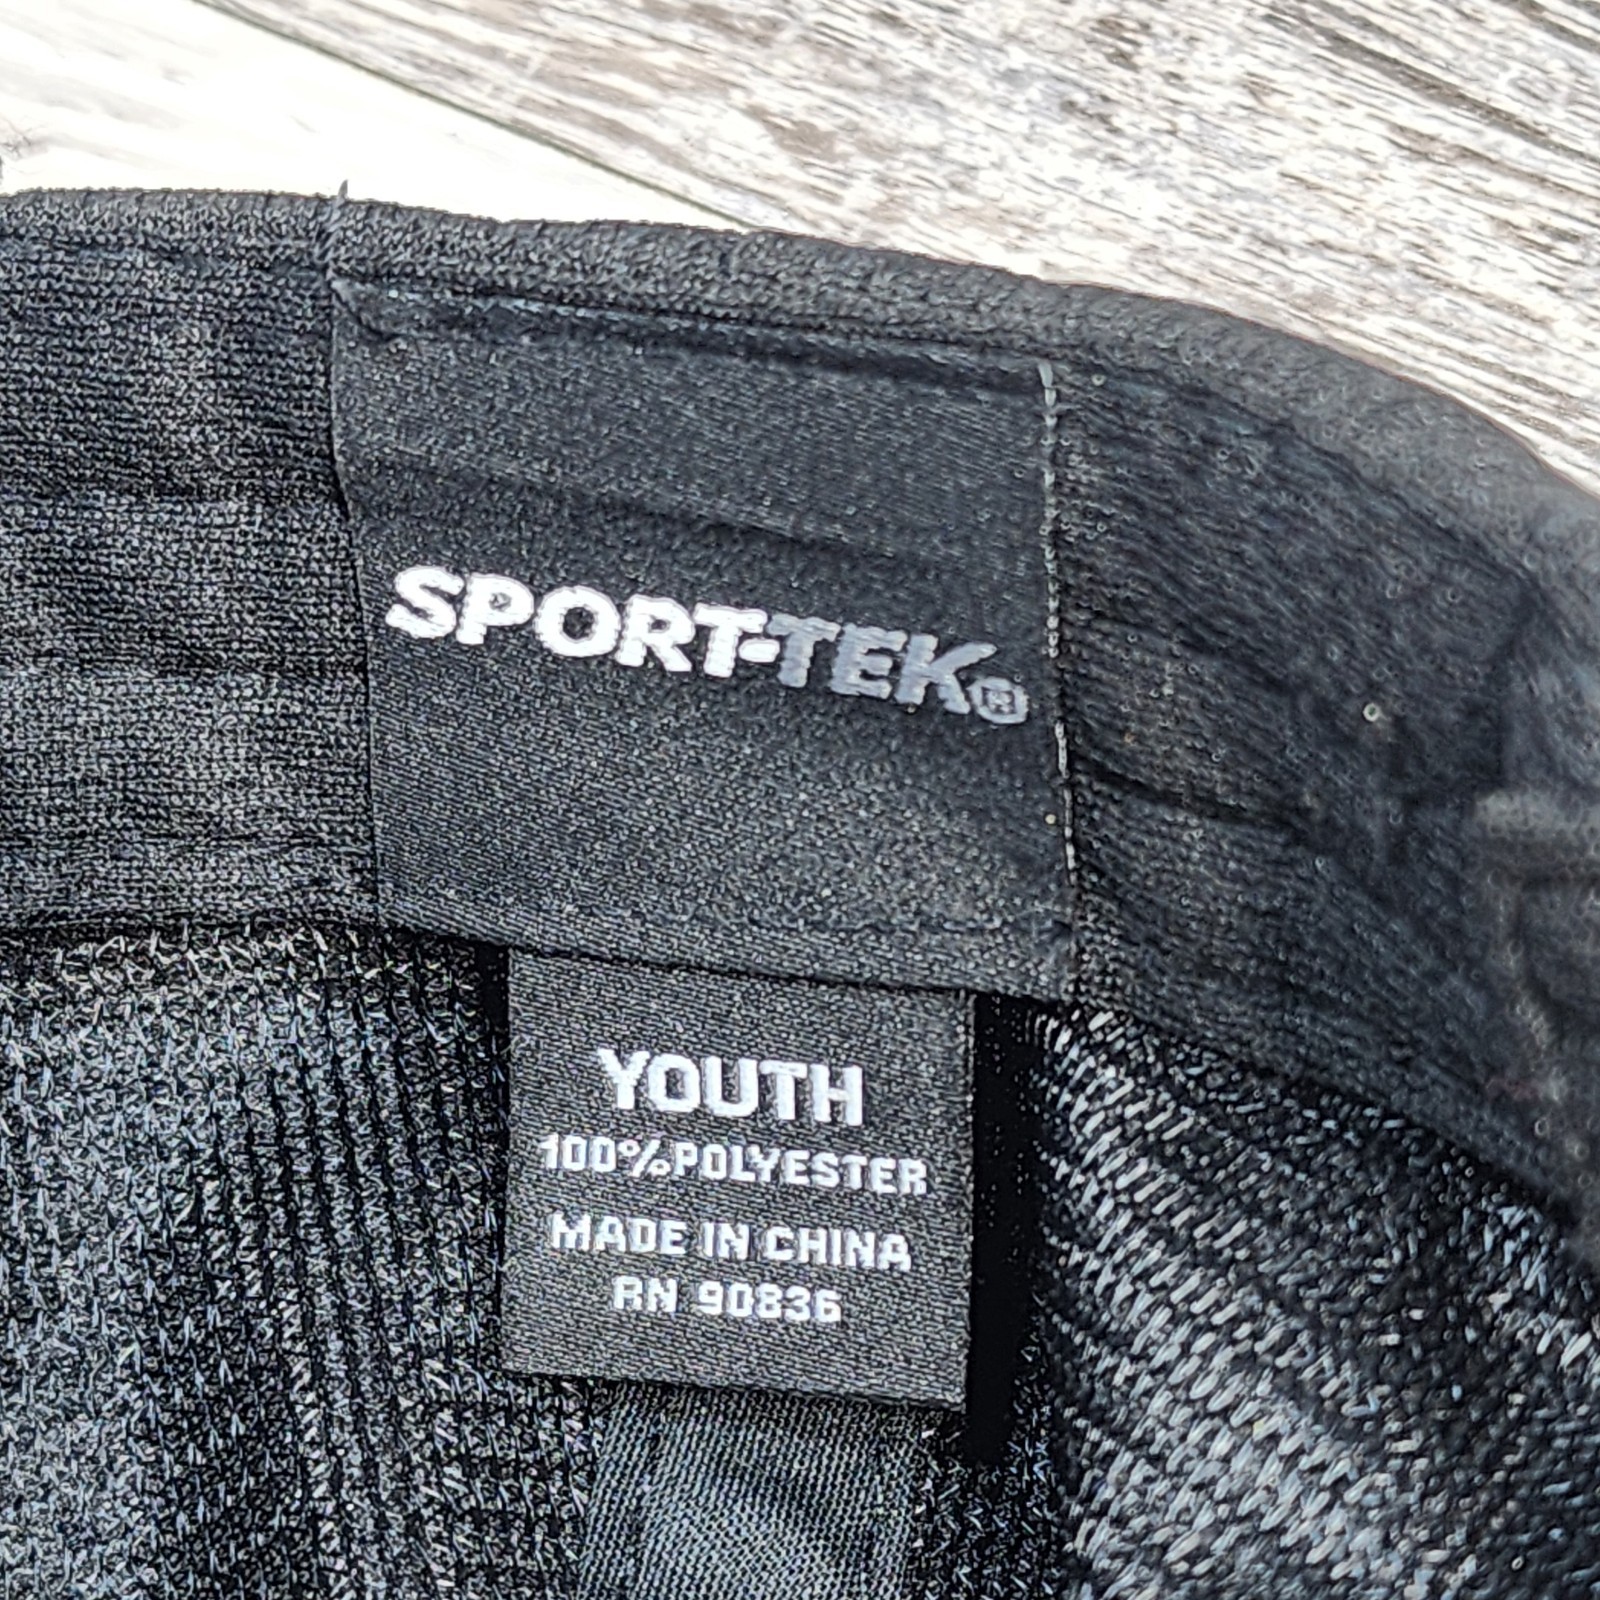 SPORT-TEK®
YOUTH
100%POLYESTER
MADE IN CHINA
RN 90836